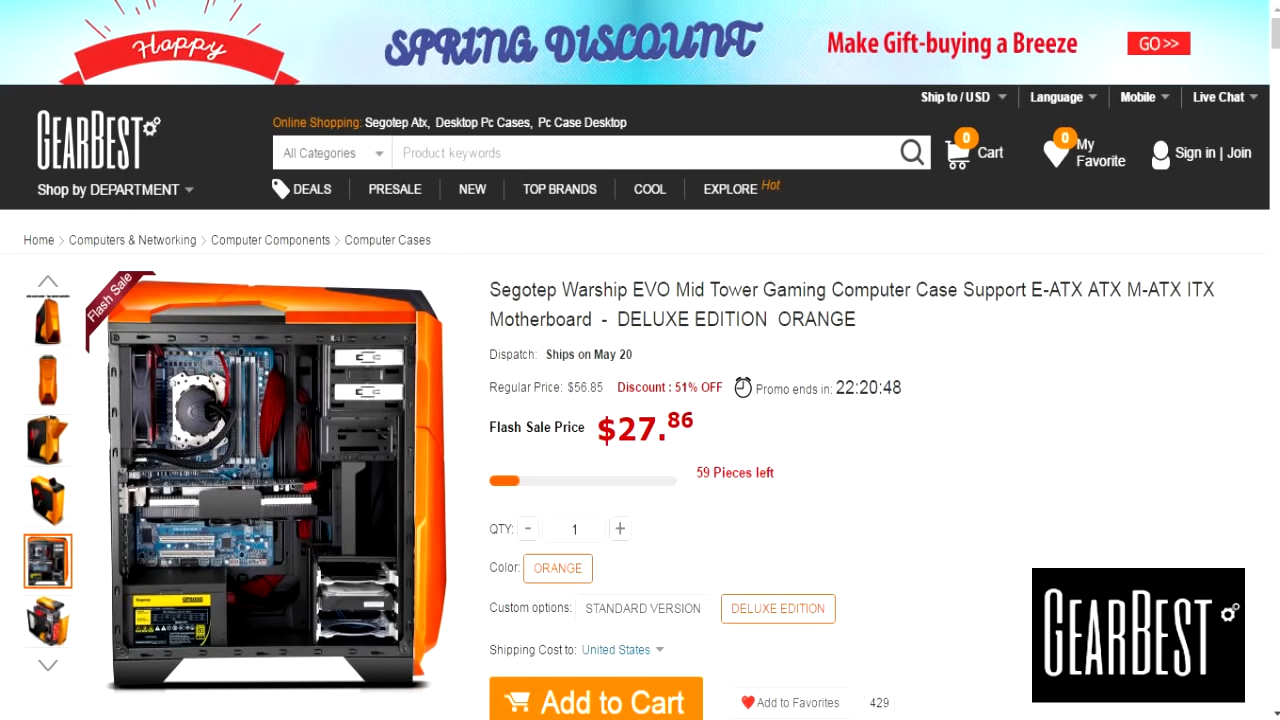 Happy
SPRING DISCOUNT
Make Gift-buying a Breeze
GO >>
Ship to / USD
Language
Mobile
Live Chat
GEARBEST
Online Shopping: Segotep Atx, Desktop Pc Cases, Pc Case Desktop
All Categories
Product keywords
0
Cart
0
My
Favorite
Sign in | Join
Shop by DEPARTMENT
DEALS
PRESALE
NEW
TOP BRANDS
COOL
EXPLORE Hot
Home > Computers & Networking > Computer Components > Computer Cases
Flash Sale
Segotep Warship EVO Mid Tower Gaming Computer Case Support E-ATX ATX M-ATX ITX
Motherboard - DELUXE EDITION ORANGE
Dispatch: Ships on May 20
Regular Price: $56.85 Discount : 51% OFF Promo ends in: 22:20:48
Flash Sale Price $27.86
59 Pieces left
QTY: - 1 +
Color: ORANGE
Custom options: STANDARD VERSION DELUXE EDITION
Shipping Cost to: United States
Add to Cart
Add to Favorites 429
GEARBEST